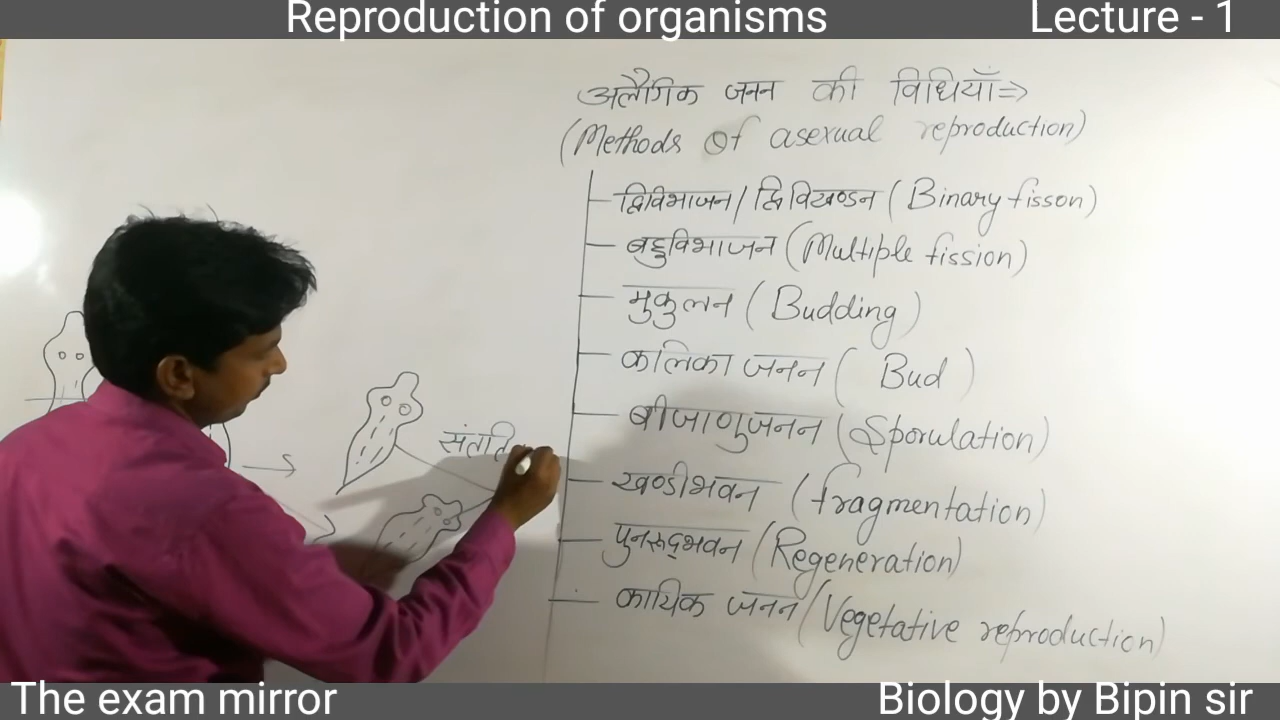 Reproduction of organisms
Lecture - 1
अलैंगिक जनन की विधियाँ ⇒
(Methods of asexual reproduction)
द्विविभाजन / द्विविखण्डन (Binary fisson)
बहुविभाजन (Multiple fission)
मुकुलन (Budding)
कलिका जनन (Bud)
बीजाणुजनन (Sporulation)
खण्डीभवन (fragmentation)
पुनरूद्भवन (Regeneration)
कायिक जनन (Vegetative reproduction)
संतति
The exam mirror
Biology by Bipin sir